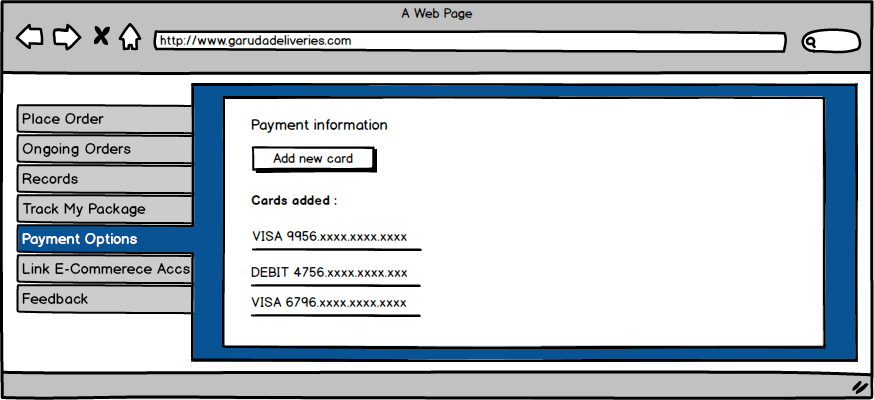 A Web Page
http://www.garudadeliveries.com
Place Order
Ongoing Orders
Records
Track My Package
Payment Options
Link E-Commerece Accs
Feedback
Payment information
Add new card
Cards added :
VISA 9956.xxxx.xxxx.xxxx
DEBIT 4756.xxxx.xxxx.xxx
VISA 6796.xxxx.xxxx.xxxx